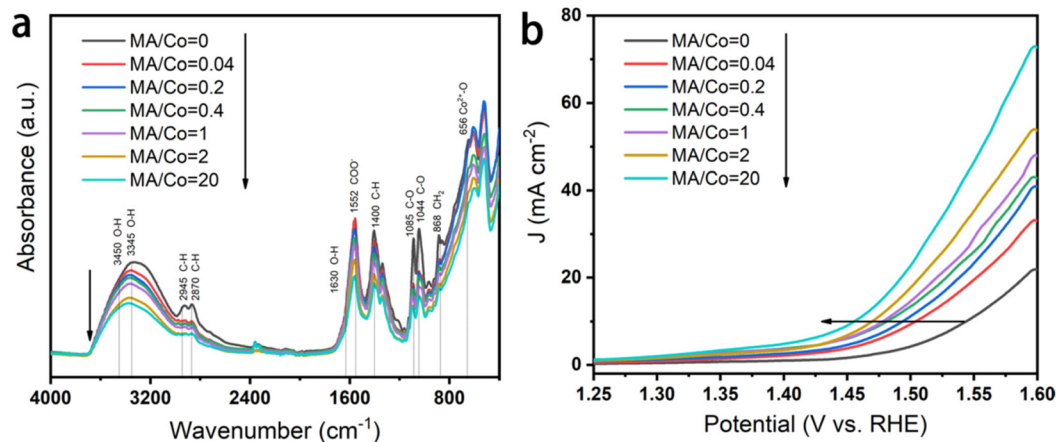 a
MA/Co=0
MA/Co=0.04
MA/Co=0.2
MA/Co=0.4
MA/Co=1
MA/Co=2
MA/Co=20
3450 O-H
3345 O-H
2945 C-H
2870 C-H
1630 O-H
1552 COO⁻
1400 C-H
1085 C-O
1044 C-O
868 CH₂
656 Co²⁺-O
Absorbance (a.u.)
4000 3200 2400 1600 800
Wavenumber (cm⁻¹)
b
MA/Co=0
MA/Co=0.04
MA/Co=0.2
MA/Co=0.4
MA/Co=1
MA/Co=2
MA/Co=20
J (mA cm⁻²)
80
60
40
20
0
1.25 1.30 1.35 1.40 1.45 1.50 1.55 1.60
Potential (V vs. RHE)